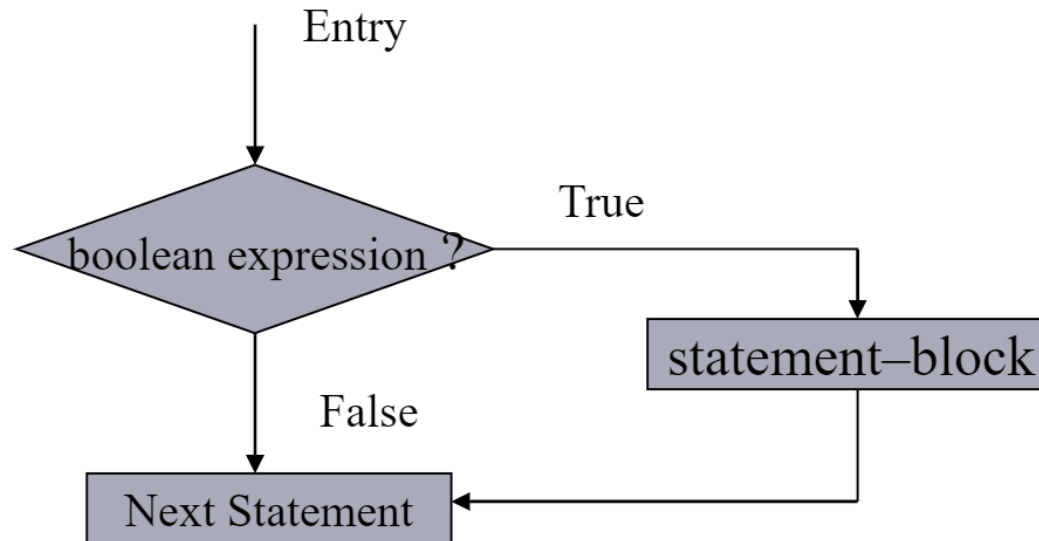 Entry
True
boolean expression ?
statement–block
False
Next Statement